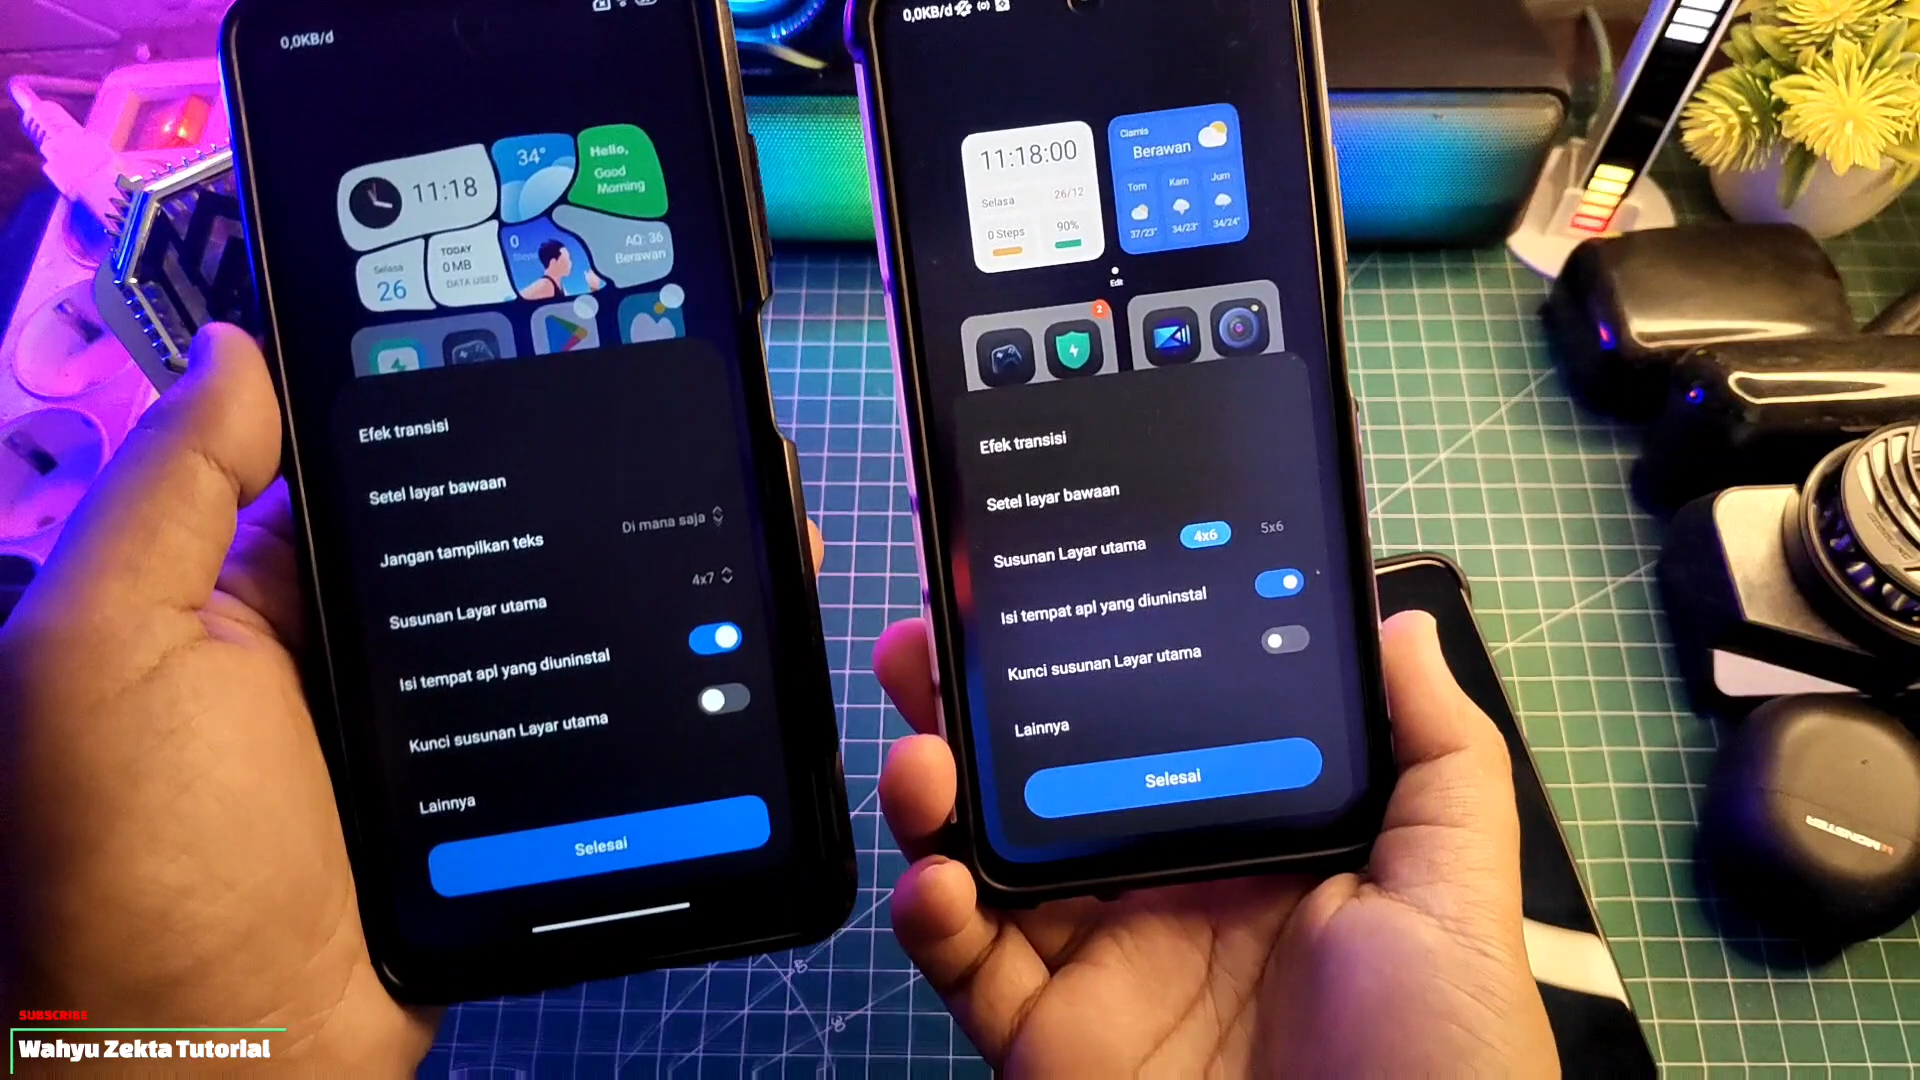 0,0KB/d
11:18
34°
Hello,
Good
Morning
Selasa
26
TODAY
0 MB
DATA USED
0
Steps
AQ: 36
Berawan
Efek transisi
Setel layar bawaan
Jangan tampilkan teks
Di mana saja
Susunan Layar utama
4x7
Isi tempat apl yang diuninstal
Kunci susunan Layar utama
Lainnya
Selesai
0,0KB/d
11:18:00
Selasa
26/12
0 Steps
90%
Ciamis
Berawan
Tom
Kam
Jum
37/23°
34/23°
34/24°
Edit
2
Efek transisi
Setel layar bawaan
Susunan Layar utama
4x6
5x6
Isi tempat apl yang diuninstal
Kunci susunan Layar utama
Lainnya
Selesai
MONSTER
SUBSCRIBE
Wahyu Zekta Tutorial